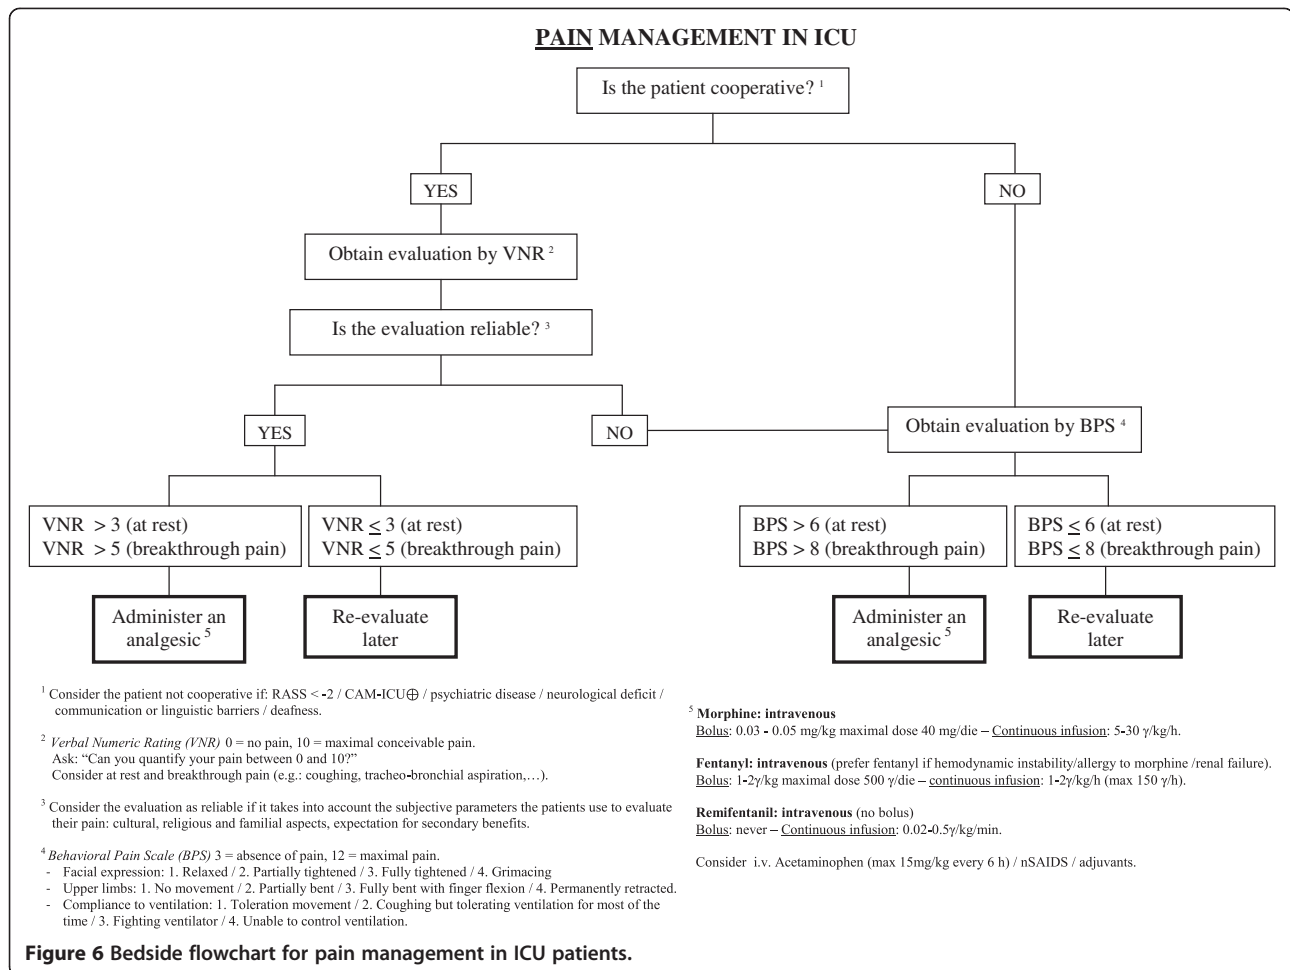 PAIN MANAGEMENT IN ICU
Is the patient cooperative? 1
YES
NO
Obtain evaluation by VNR 2
Is the evaluation reliable? 3
YES
NO
Obtain evaluation by BPS 4
VNR > 3 (at rest)
VNR > 5 (breakthrough pain)
VNR ≤ 3 (at rest)
VNR ≤ 5 (breakthrough pain)
BPS > 6 (at rest)
BPS > 8 (breakthrough pain)
BPS ≤ 6 (at rest)
BPS ≤ 8 (breakthrough pain)
Administer an
analgesic 5
Re-evaluate
later
Administer an
analgesic 5
Re-evaluate
later
1 Consider the patient not cooperative if: RASS < -2 / CAM-ICU⊕ / psychiatric disease / neurological deficit /
communication or linguistic barriers / deafness.
2 Verbal Numeric Rating (VNR) 0 = no pain, 10 = maximal conceivable pain.
Ask: “Can you quantify your pain between 0 and 10?”
Consider at rest and breakthrough pain (e.g.: coughing, tracheo-bronchial aspiration,…).
3 Consider the evaluation as reliable if it takes into account the subjective parameters the patients use to evaluate
their pain: cultural, religious and familial aspects, expectation for secondary benefits.
4 Behavioral Pain Scale (BPS) 3 = absence of pain, 12 = maximal pain.
- Facial expression: 1. Relaxed / 2. Partially tightened / 3. Fully tightened / 4. Grimacing
- Upper limbs: 1. No movement / 2. Partially bent / 3. Fully bent with finger flexion / 4. Permanently retracted.
- Compliance to ventilation: 1. Toleration movement / 2. Coughing but tolerating ventilation for most of the
time / 3. Fighting ventilator / 4. Unable to control ventilation.
5 Morphine: intravenous
Bolus: 0.03 - 0.05 mg/kg maximal dose 40 mg/die – Continuous infusion: 5-30 γ/kg/h.
Fentanyl: intravenous (prefer fentanyl if hemodynamic instability/allergy to morphine /renal failure).
Bolus: 1-2γ/kg maximal dose 500 γ/die – continuous infusion: 1-2γ/kg/h (max 150 γ/h).
Remifentanil: intravenous (no bolus)
Bolus: never – Continuous infusion: 0.02-0.5γ/kg/min.
Consider i.v. Acetaminophen (max 15mg/kg every 6 h) / nSAIDS / adjuvants.
Figure 6 Bedside flowchart for pain management in ICU patients.